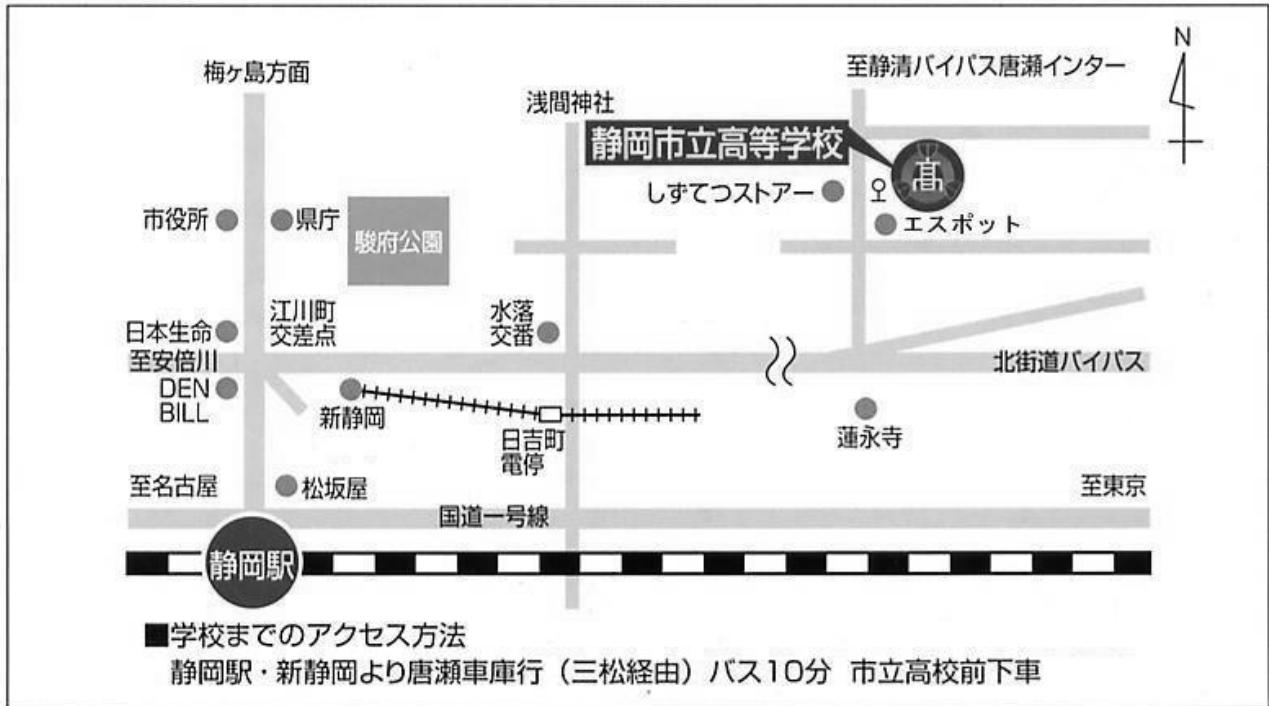 N
梅ヶ島方面
至静清バイパス唐瀬インター
浅間神社
静岡市立高等学校
高
しずてつストアー
市役所
県庁
駿府公園
エスポット
日本生命
江川町
交差点
水落
交番
至安倍川
北街道バイパス
DEN
BILL
新静岡
日吉町
電停
蓮永寺
至名古屋
松坂屋
至東京
国道一号線
静岡駅
■学校までのアクセス方法
静岡駅・新静岡より唐瀬車庫行（三松経由）バス10分 市立高校前下車